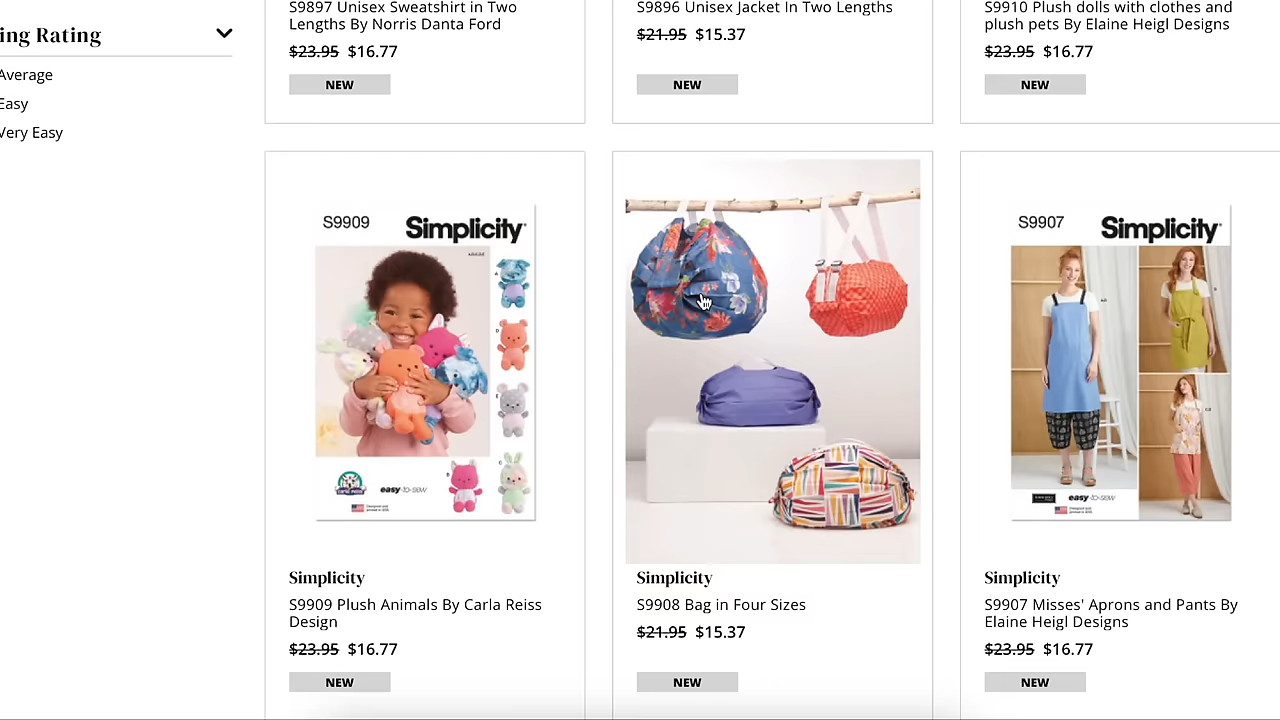 ing Rating
Average
Easy
Very Easy
S9897 Unisex Sweatshirt in Two
Lengths By Norris Danta Ford
$23.95 $16.77
NEW
S9896 Unisex Jacket In Two Lengths
$21.95 $15.37
NEW
S9910 Plush dolls with clothes and
plush pets By Elaine Heigl Designs
$23.95 $16.77
NEW
S9909 Simplicity
easy-to-sew
Simplicity
S9909 Plush Animals By Carla Reiss
Design
$23.95 $16.77
NEW
Simplicity
S9908 Bag in Four Sizes
$21.95 $15.37
NEW
S9907 Simplicity
easy-to-sew
Simplicity
S9907 Misses' Aprons and Pants By
Elaine Heigl Designs
$23.95 $16.77
NEW